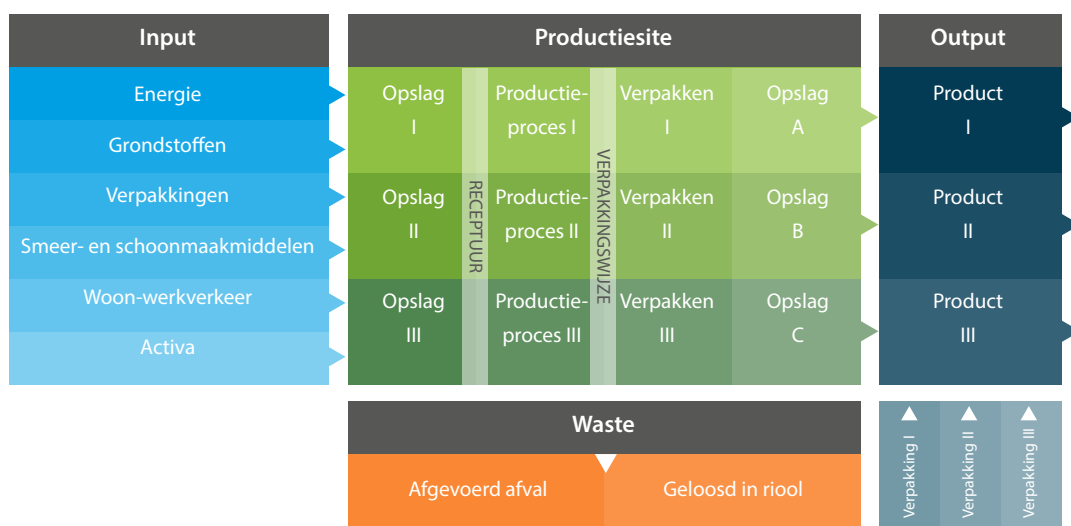 Input
Energie
Grondstoffen
Verpakkingen
Smeer- en schoonmaakmiddelen
Woon-werkverkeer
Activa
Productiesite
Opslag
I
RECEPTUUR
Productie-
proces I
VERPAKKINGSWIJZE
Verpakken
I
Opslag
A
Opslag
II
Productie-
proces II
Verpakken
II
Opslag
B
Opslag
III
Productie-
proces III
Verpakken
III
Opslag
C
Output
Product
I
Product
II
Product
III
Waste
Afgevoerd afval
Geloosd in riool
Verpakking I
Verpakking II
Verpakking III